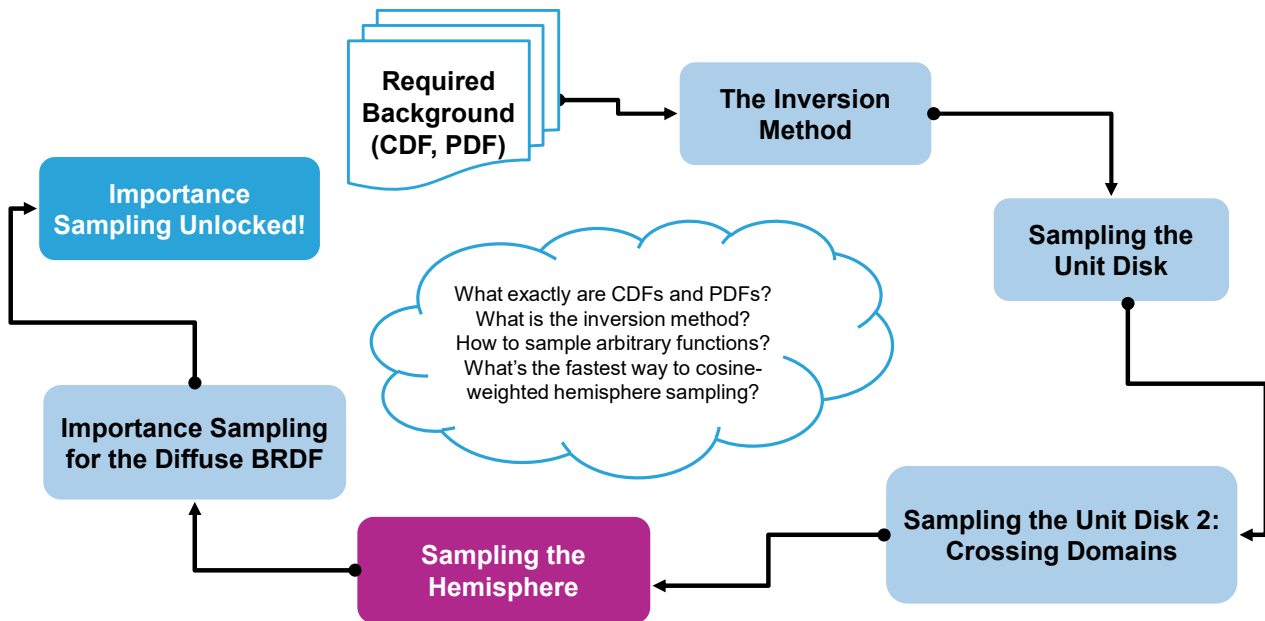 Required
Background
(CDF, PDF)
The Inversion
Method
Sampling the
Unit Disk
Sampling the Unit Disk 2:
Crossing Domains
Sampling the
Hemisphere
Importance Sampling
for the Diffuse BRDF
Importance
Sampling Unlocked!
What exactly are CDFs and PDFs?
What is the inversion method?
How to sample arbitrary functions?
What’s the fastest way to cosine-
weighted hemisphere sampling?